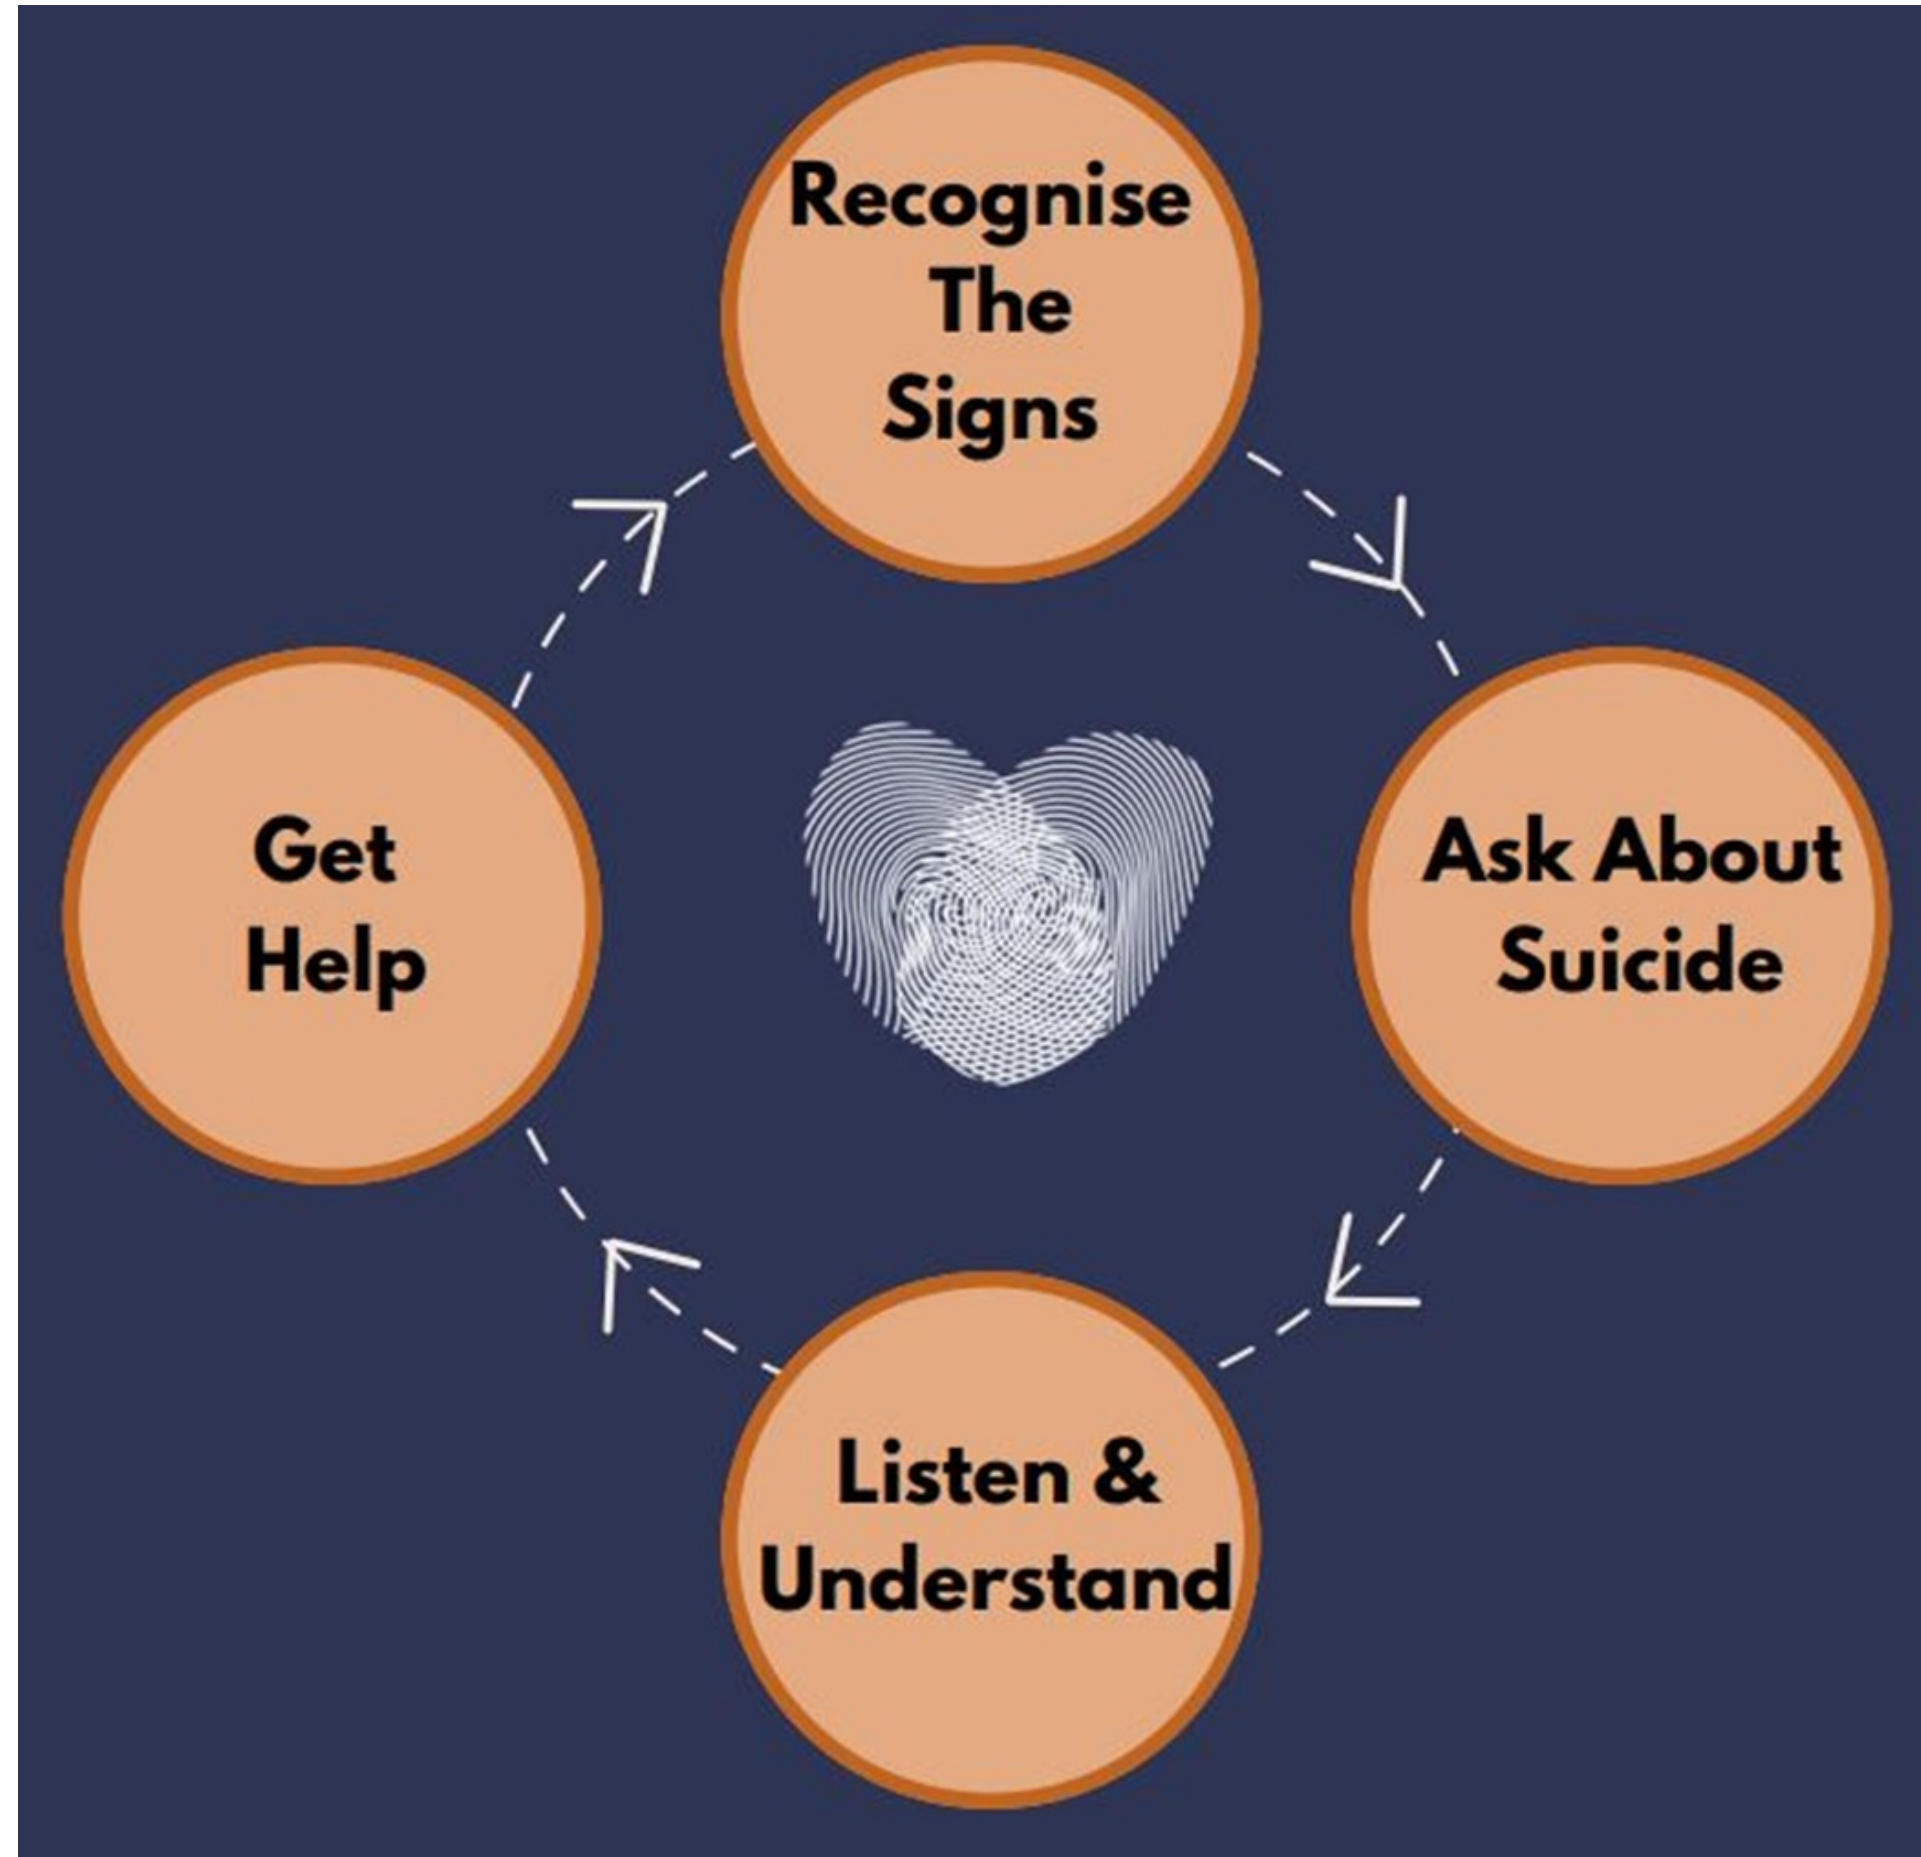 Recognise
The
Signs
Ask About
Suicide
Listen &
Understand
Get
Help